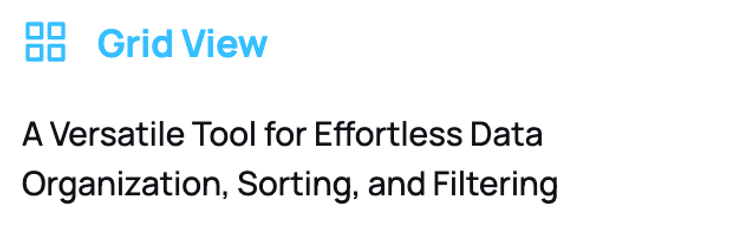 Grid View
A Versatile Tool for Effortless Data
Organization, Sorting, and Filtering